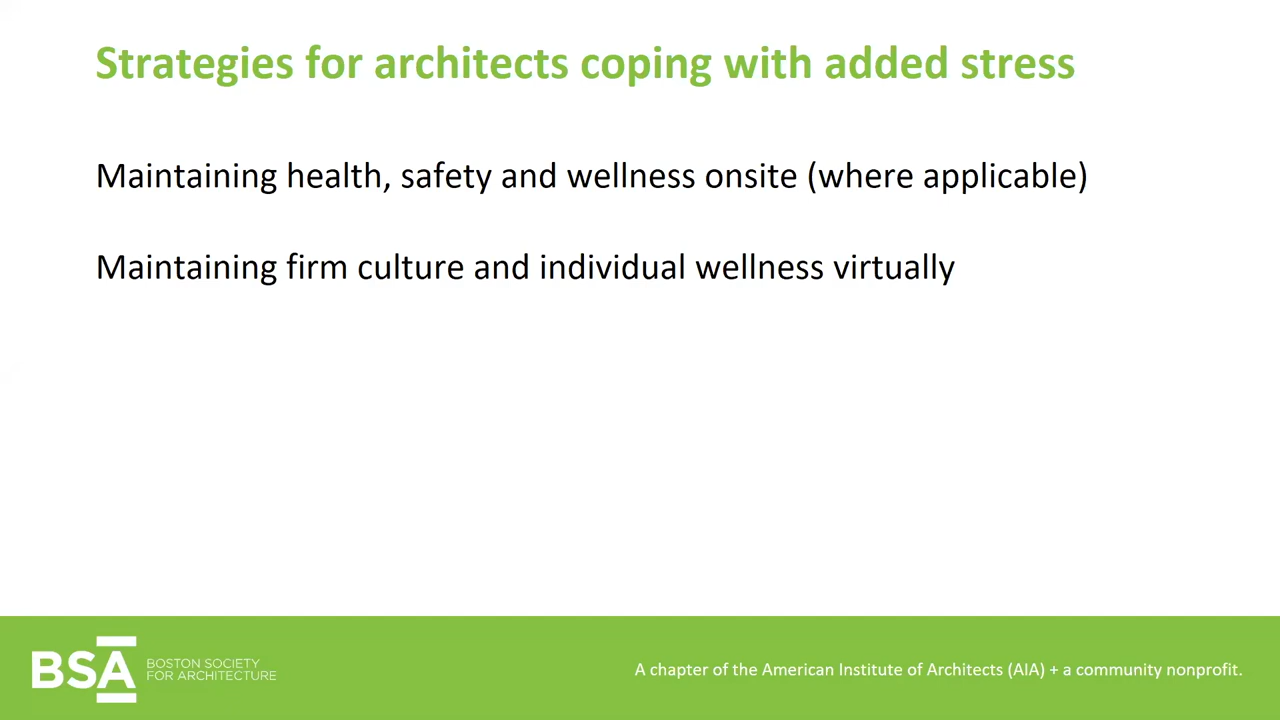 Strategies for architects coping with added stress
Maintaining health, safety and wellness onsite (where applicable)
Maintaining firm culture and individual wellness virtually
BSA
BOSTON SOCIETY
FOR ARCHITECTURE
A chapter of the American Institute of Architects (AIA) + a community nonprofit.